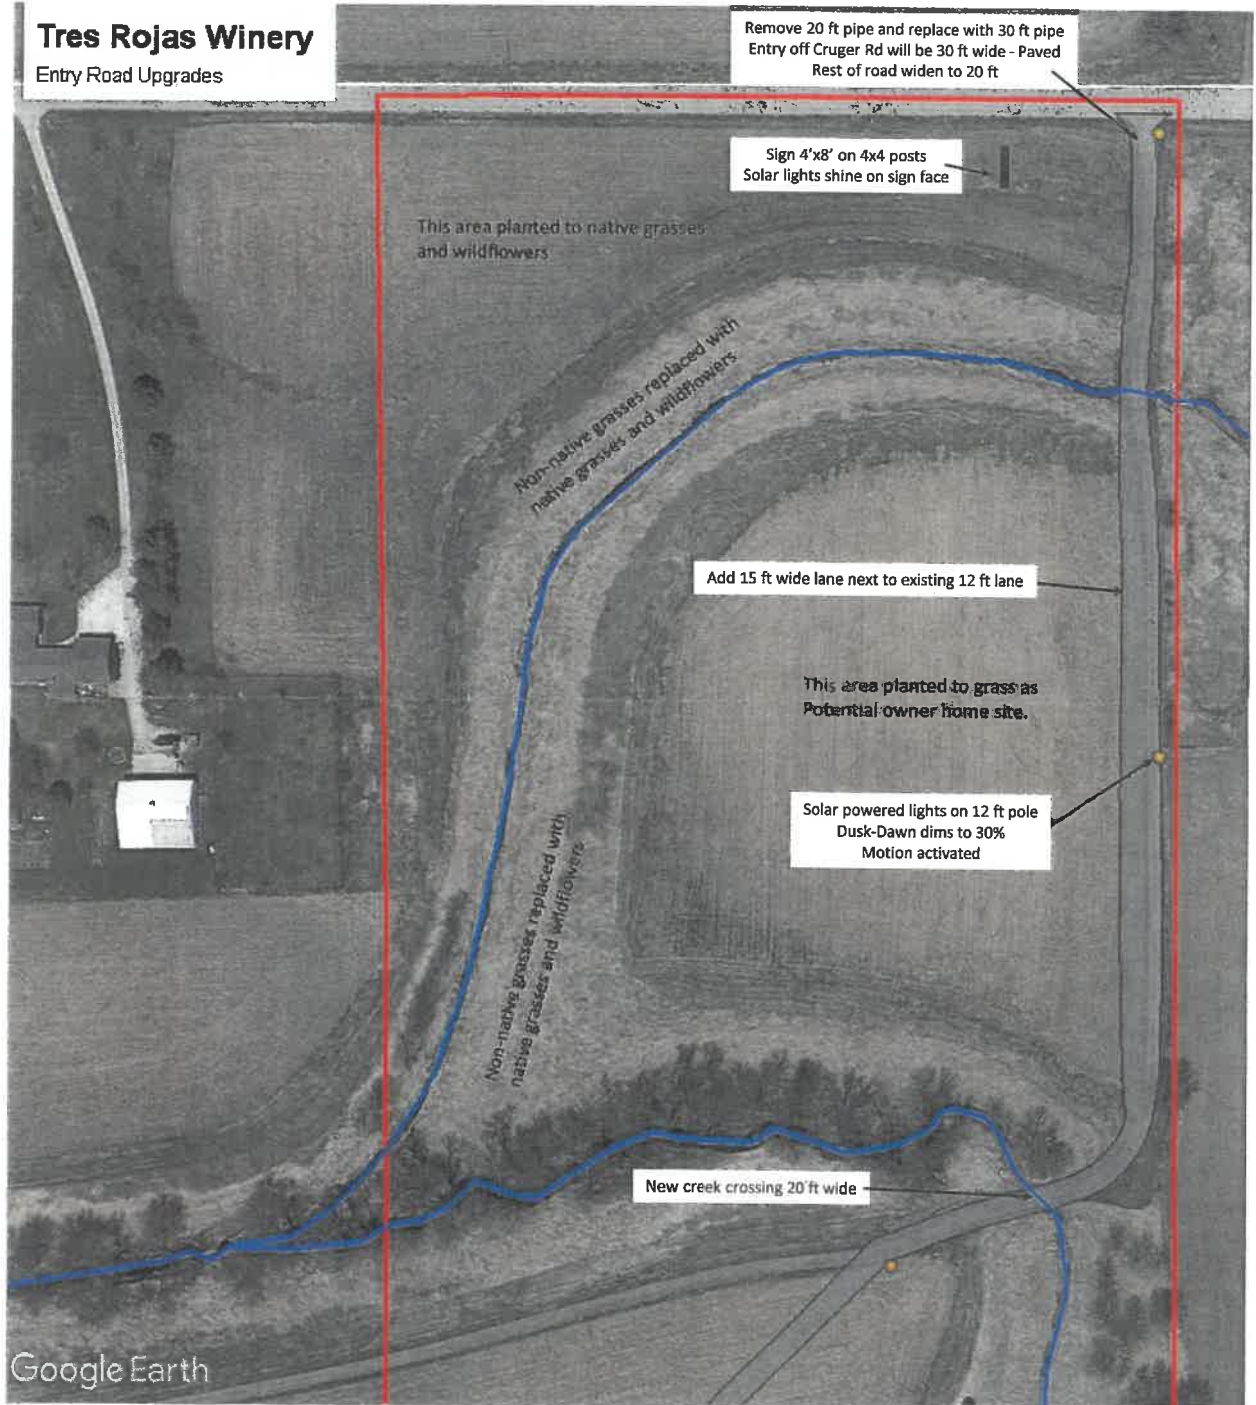 Tres Rojas Winery
Entry Road Upgrades
Remove 20 ft pipe and replace with 30 ft pipe
Entry off Cruger Rd will be 30 ft wide - Paved
Rest of road widen to 20 ft
Sign 4'x8' on 4x4 posts
Solar lights shine on sign face
This area planted to native grasses
and wildflowers
Non-native grasses replaced with
native grasses and wildflowers
Add 15 ft wide lane next to existing 12 ft lane
This area planted to grass as
Potential owner home site.
Solar powered lights on 12 ft pole
Dusk-Dawn dims to 30%
Motion activated
Non-native grasses replaced with
native grasses and wildflowers
New creek crossing 20 ft wide
Google Earth